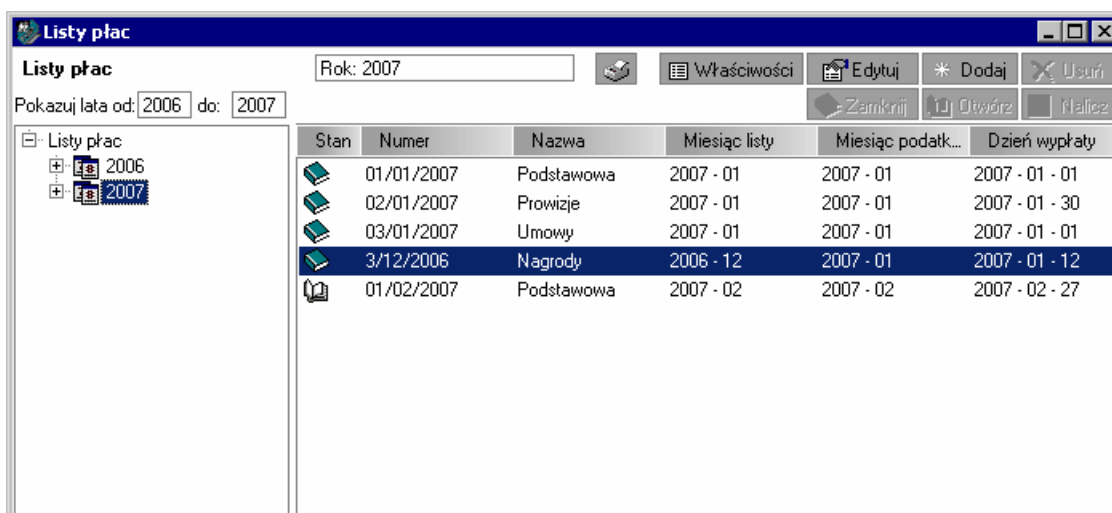 Listy płac
Listy płac Rok: 2007 Właściwości Edytuj Dodaj Usuń
Pokazuj lata od: 2006 do: 2007 Zamknij Otwórz Nalicz
Listy płac
2006
2007
Stan Numer Nazwa Miesiąc listy Miesiąc podatk... Dzień wypłaty
01/01/2007 Podstawowa 2007 - 01 2007 - 01 2007 - 01 - 01
02/01/2007 Prowizje 2007 - 01 2007 - 01 2007 - 01 - 30
03/01/2007 Umowy 2007 - 01 2007 - 01 2007 - 01 - 01
3/12/2006 Nagrody 2006 - 12 2007 - 01 2007 - 01 - 12
01/02/2007 Podstawowa 2007 - 02 2007 - 02 2007 - 02 - 27